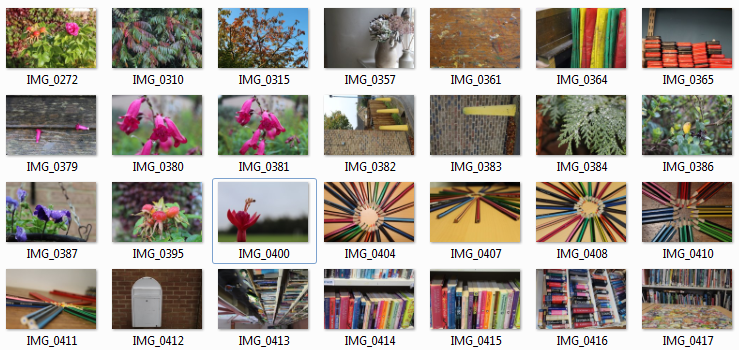 IMG_0272 IMG_0310 IMG_0315 IMG_0357 IMG_0361 IMG_0364 IMG_0365
IMG_0379 IMG_0380 IMG_0381 IMG_0382 IMG_0383 IMG_0384 IMG_0386
IMG_0387 IMG_0395 IMG_0400 IMG_0404 IMG_0407 IMG_0408 IMG_0410
IMG_0411 IMG_0412 IMG_0413 IMG_0414 IMG_0415 IMG_0416 IMG_0417